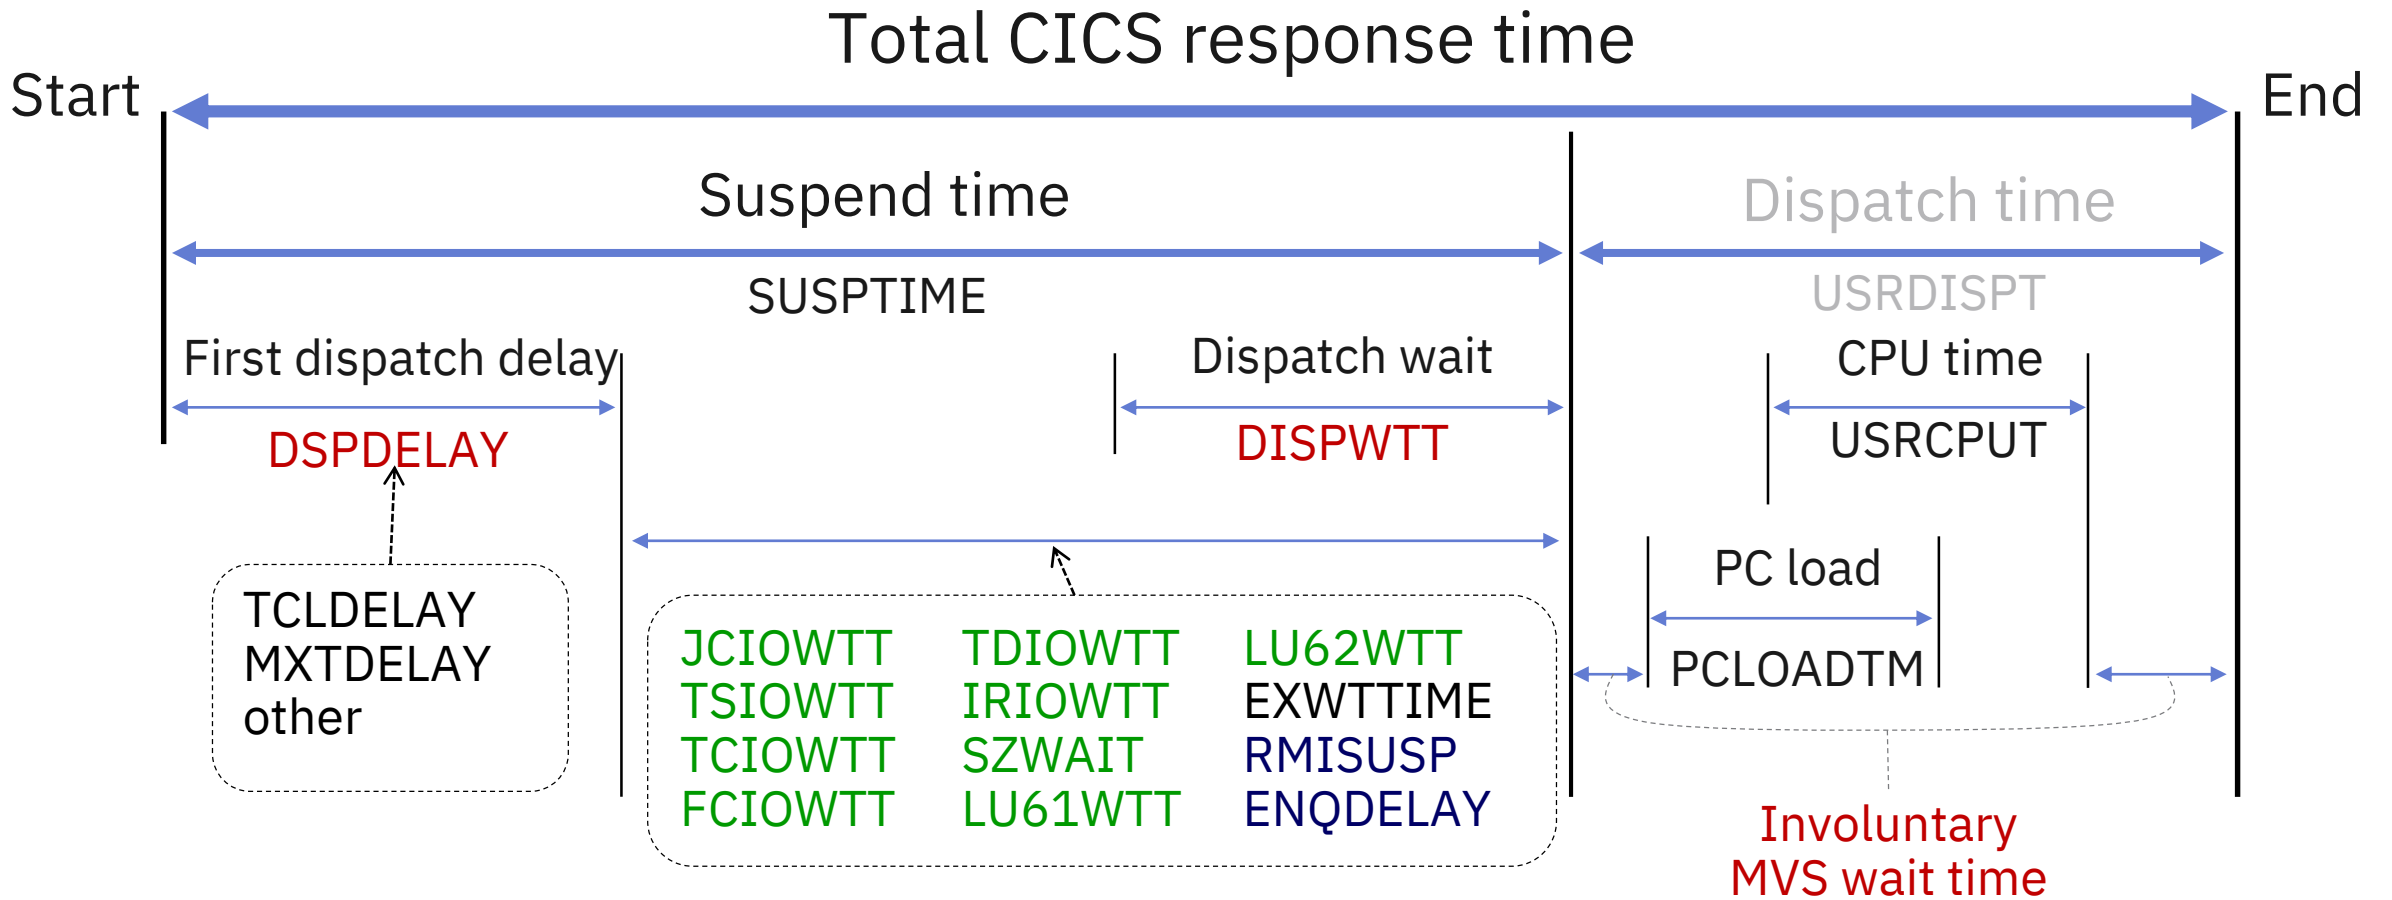 Total CICS response time
Start
End
Suspend time
Dispatch time
SUSPTIME
USRDISPT
First dispatch delay
Dispatch wait
CPU time
DSPDELAY
DISPWTT
USRCPUT
PC load
PCLOADTM
TCLDELAY
MXTDELAY
other
JCIOWTT TDIOWTT LU62WTT
TSIOWTT IRIOWTT EXWTTIME
TCIOWTT SZWAIT RMISUSP
FCIOWTT LU61WTT ENQDELAY
Involuntary
MVS wait time